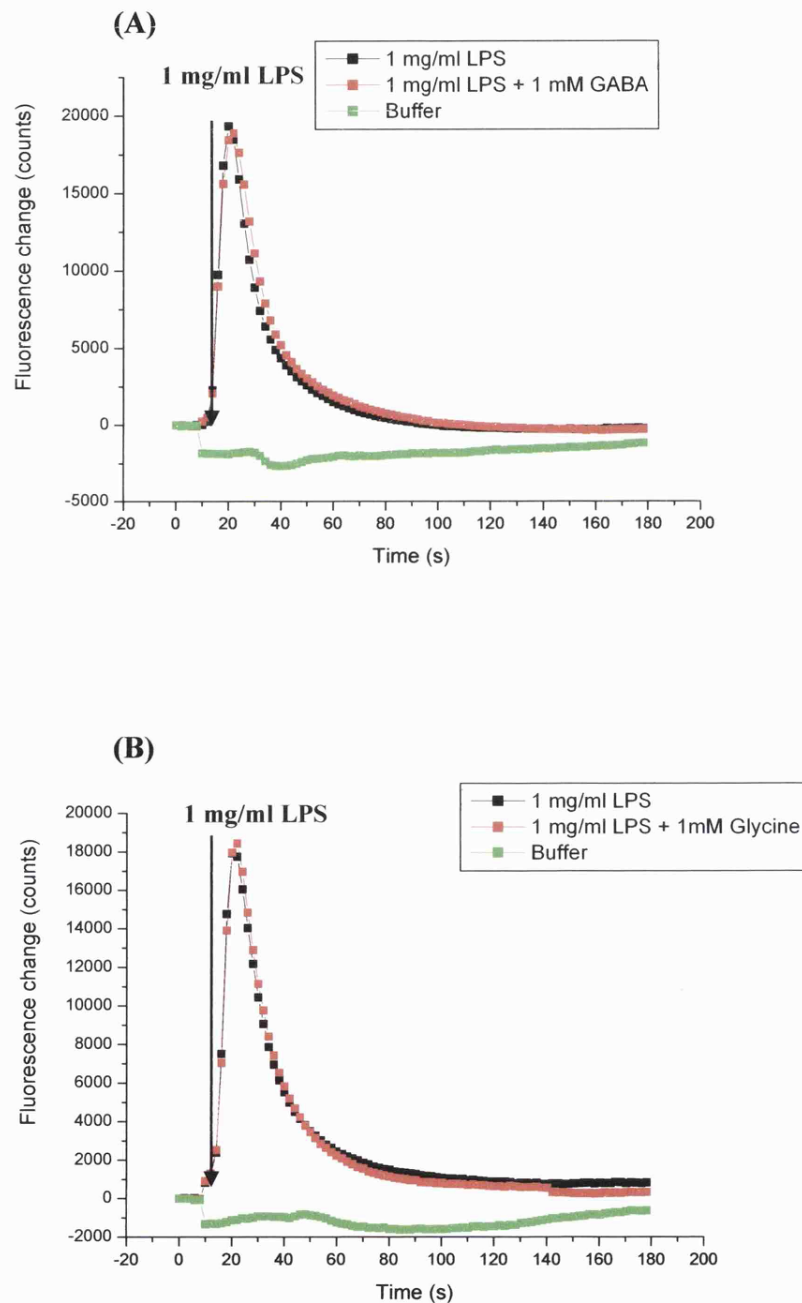 (A)
1 mg/ml LPS
1 mg/ml LPS
1 mg/ml LPS + 1 mM GABA
Buffer
Fluorescence change (counts)
20000
15000
10000
5000
0
-5000
-20 0 20 40 60 80 100 120 140 160 180 200
Time (s)
(B)
1 mg/ml LPS
1 mg/ml LPS
1 mg/ml LPS + 1mM Glycine
Buffer
Fluorescence change (counts)
20000
18000
16000
14000
12000
10000
8000
6000
4000
2000
0
-2000
-20 0 20 40 60 80 100 120 140 160 180 200
Time (s)